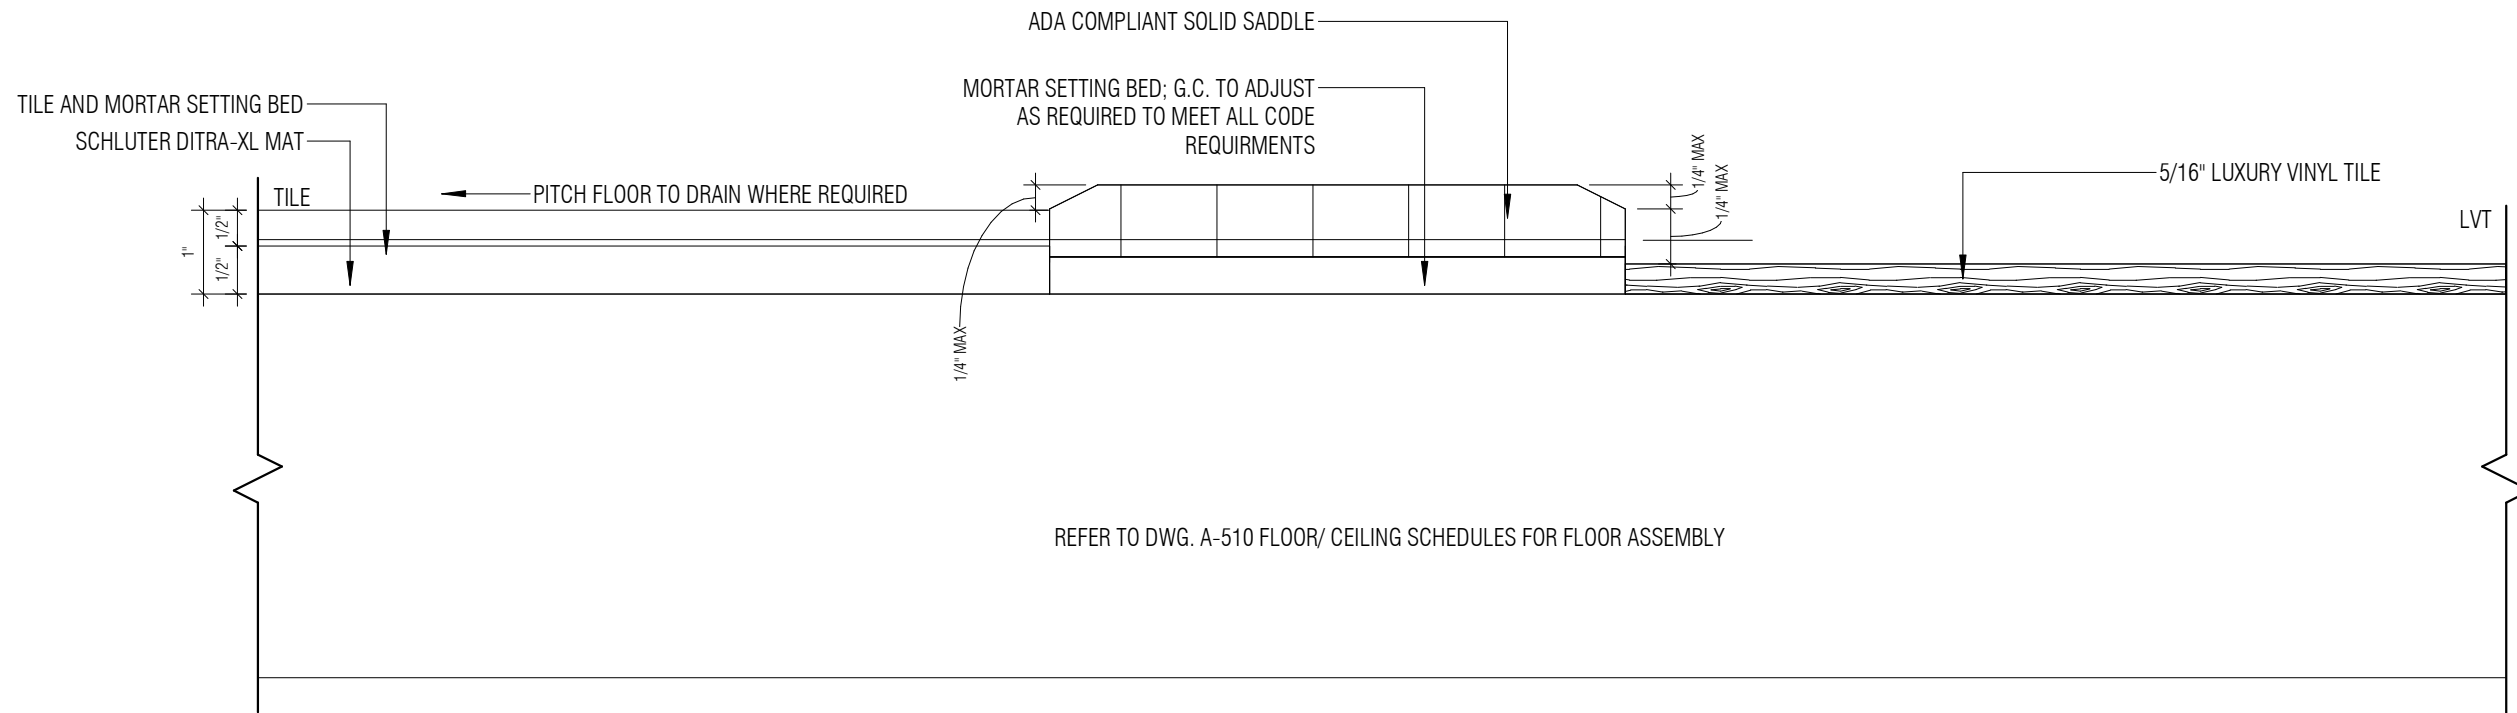 ADA COMPLIANT SOLID SADDLE
MORTAR SETTING BED; G.C. TO ADJUST
AS REQUIRED TO MEET ALL CODE
REQUIRMENTS
TILE AND MORTAR SETTING BED
SCHLUTER DITRA-XL MAT
TILE
PITCH FLOOR TO DRAIN WHERE REQUIRED
1/4" MAX
1/4" MAX
5/16" LUXURY VINYL TILE
LVT
1"
1/2"
1/2"
1/4" MAX
REFER TO DWG. A-510 FLOOR/ CEILING SCHEDULES FOR FLOOR ASSEMBLY